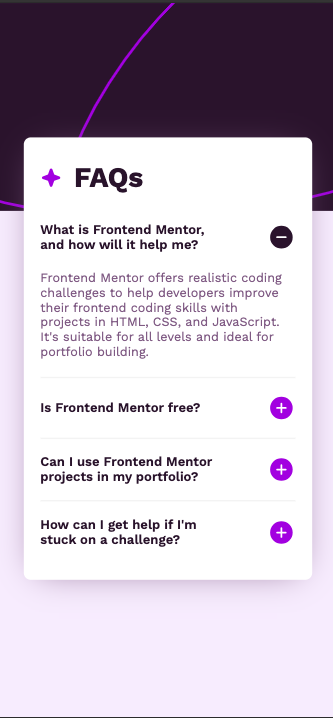 FAQs
What is Frontend Mentor,
and how will it help me?
Frontend Mentor offers realistic coding
challenges to help developers improve
their frontend coding skills with
projects in HTML, CSS, and JavaScript.
It's suitable for all levels and ideal for
portfolio building.
Is Frontend Mentor free?
Can I use Frontend Mentor
projects in my portfolio?
How can I get help if I'm
stuck on a challenge?